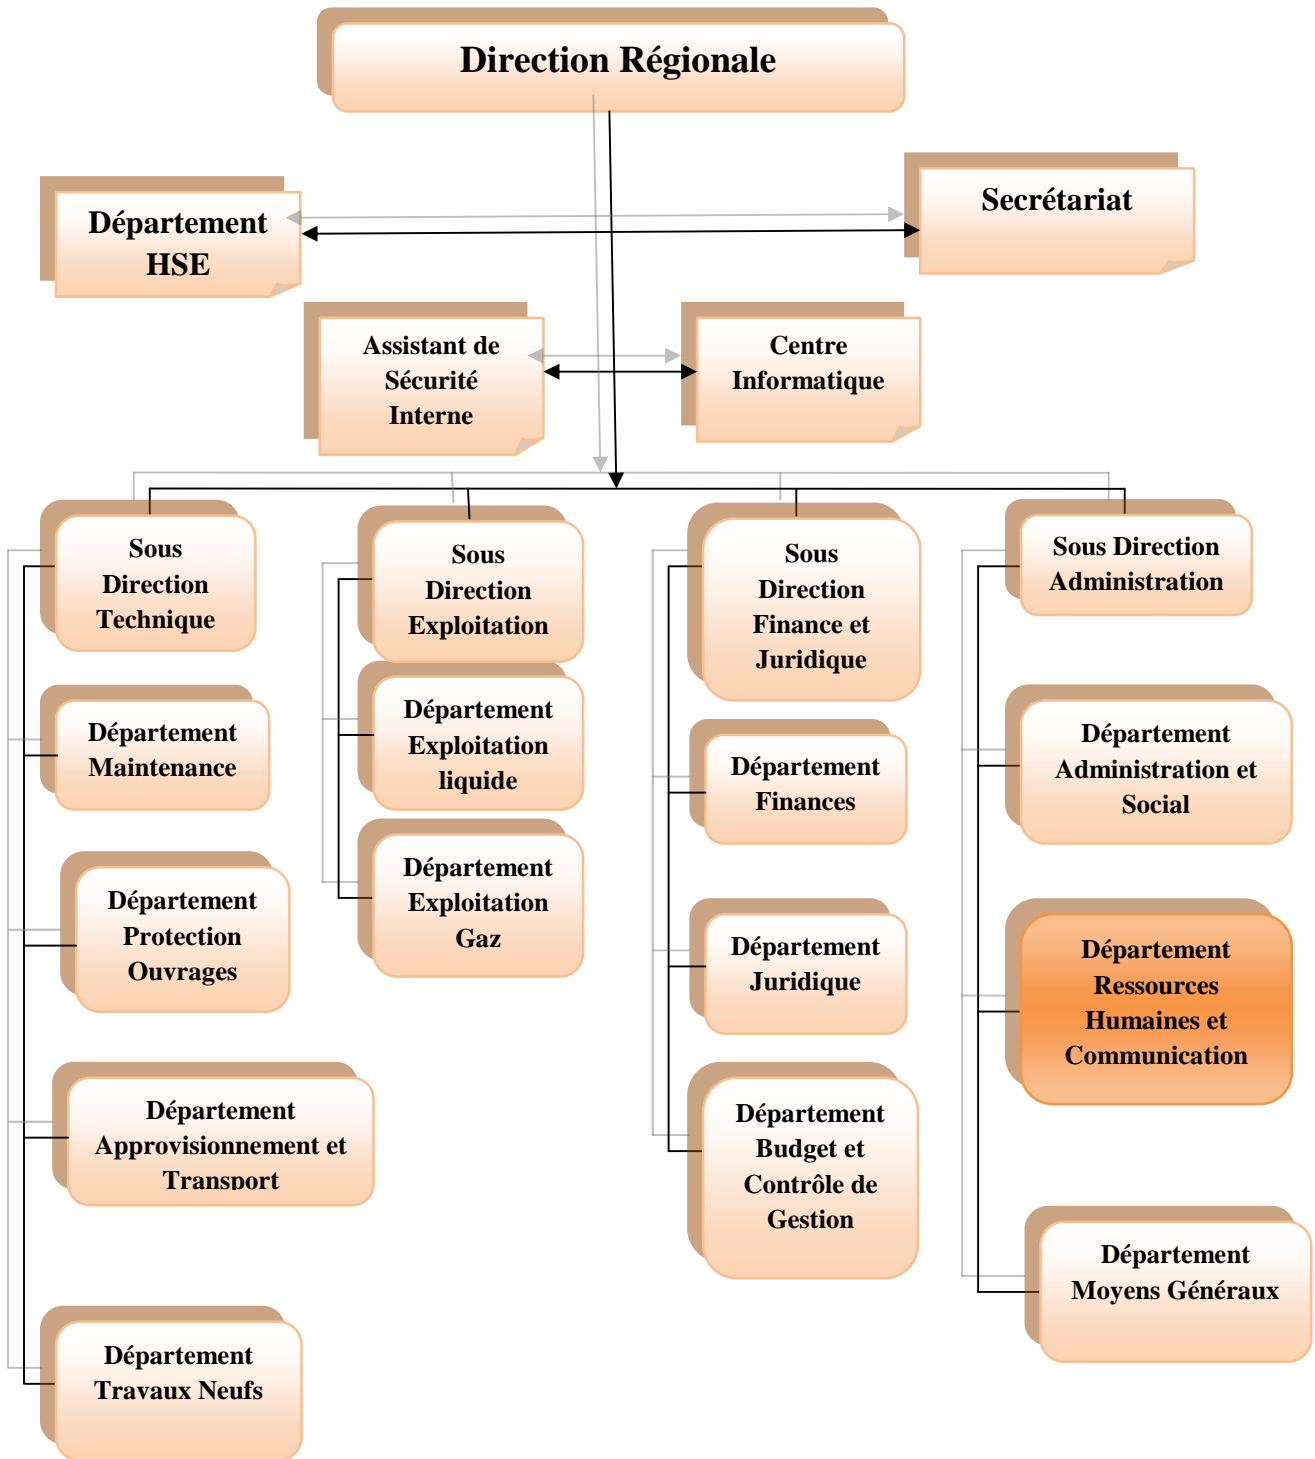 Direction Régionale
Département
HSE
Secrétariat
Assistant de
Sécurité
Interne
Centre
Informatique
Sous
Direction
Technique
Département
Maintenance
Département
Protection
Ouvrages
Département
Approvisionnement et
Transport
Département
Travaux Neufs
Sous
Direction
Exploitation
Département
Exploitation
liquide
Département
Exploitation
Gaz
Sous
Direction
Finance et
Juridique
Département
Finances
Département
Juridique
Département
Budget et
Contrôle de
Gestion
Sous Direction
Administration
Département
Administration et
Social
Département
Ressources
Humaines et
Communication
Département
Moyens Généraux